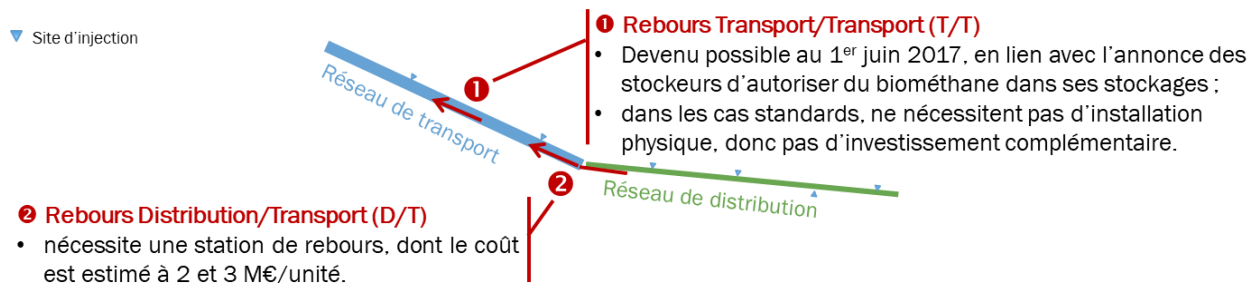 Site d'injection
❶ Rebours Transport/Transport (T/T)
• Devenu possible au 1er juin 2017, en lien avec l'annonce des
stockeurs d'autoriser du biométhane dans ses stockages ;
• dans les cas standards, ne nécessitent pas d'installation
physique, donc pas d'investissement complémentaire.
❶
Réseau de transport
❷
Réseau de distribution
❷ Rebours Distribution/Transport (D/T)
• nécessite une station de rebours, dont le coût
est estimé à 2 et 3 M€/unité.